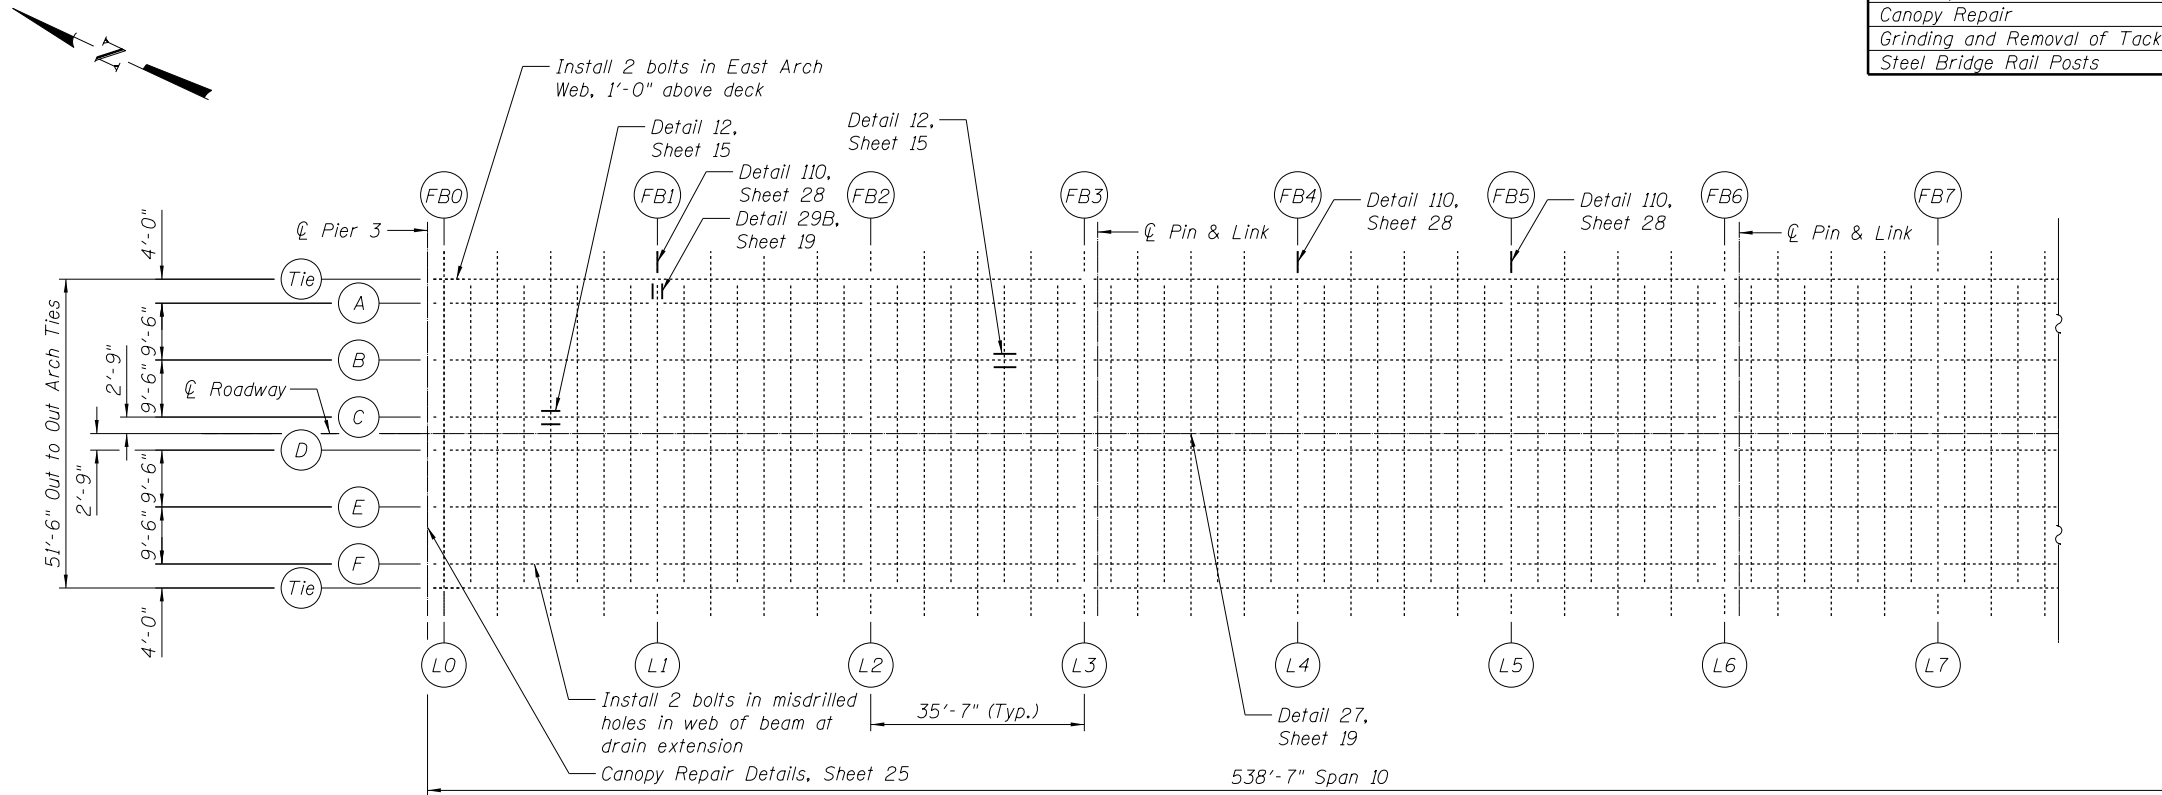 Canopy Repair
Grinding and Removal of Tack
Steel Bridge Rail Posts
N
Install 2 bolts in East Arch
Web, 1'-0" above deck
Detail 12,
Sheet 15
Detail 12,
Sheet 15
Detail 110,
Sheet 28
Detail 29B,
Sheet 19
Detail 110,
Sheet 28
Detail 110,
Sheet 28
FB0
FB1
FB2
FB3
FB4
FB5
FB6
FB7
℄ Pier 3
℄ Pin & Link
℄ Pin & Link
4'-0"
Tie
A
9'-6"
B
9'-6"
2'-9"
℄ Roadway
C
D
2'-9"
9'-6"
E
9'-6"
F
Tie
4'-0"
51'-6" Out to Out Arch Ties
L0
L1
L2
L3
L4
L5
L6
L7
Install 2 bolts in misdrilled
holes in web of beam at
drain extension
35'-7" (Typ.)
Detail 27,
Sheet 19
Canopy Repair Details, Sheet 25
538'-7" Span 10